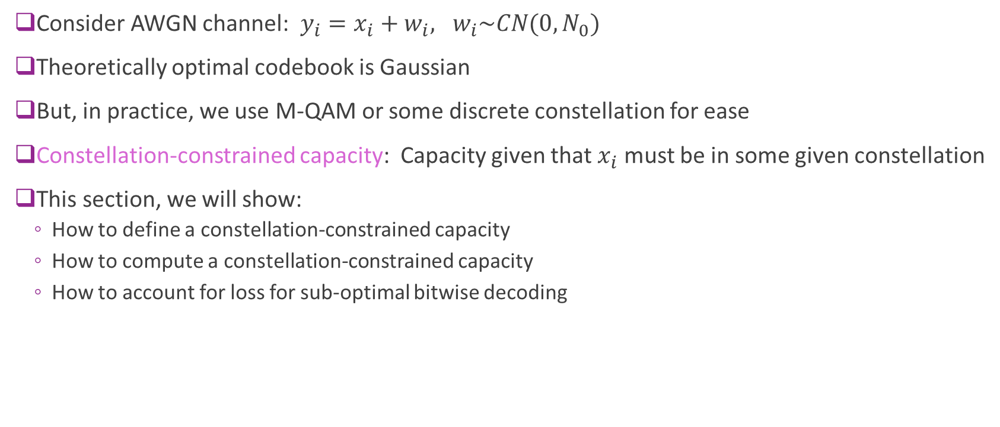 ❑Consider AWGN channel: $y_i = x_i + w_i$, $w_i \sim CN(0, N_0)$
❑Theoretically optimal codebook is Gaussian
❑But, in practice, we use M-QAM or some discrete constellation for ease
❑Constellation-constrained capacity: Capacity given that $x_i$ must be in some given constellation
❑This section, we will show:
◦ How to define a constellation-constrained capacity
◦ How to compute a constellation-constrained capacity
◦ How to account for loss for sub-optimal bitwise decoding